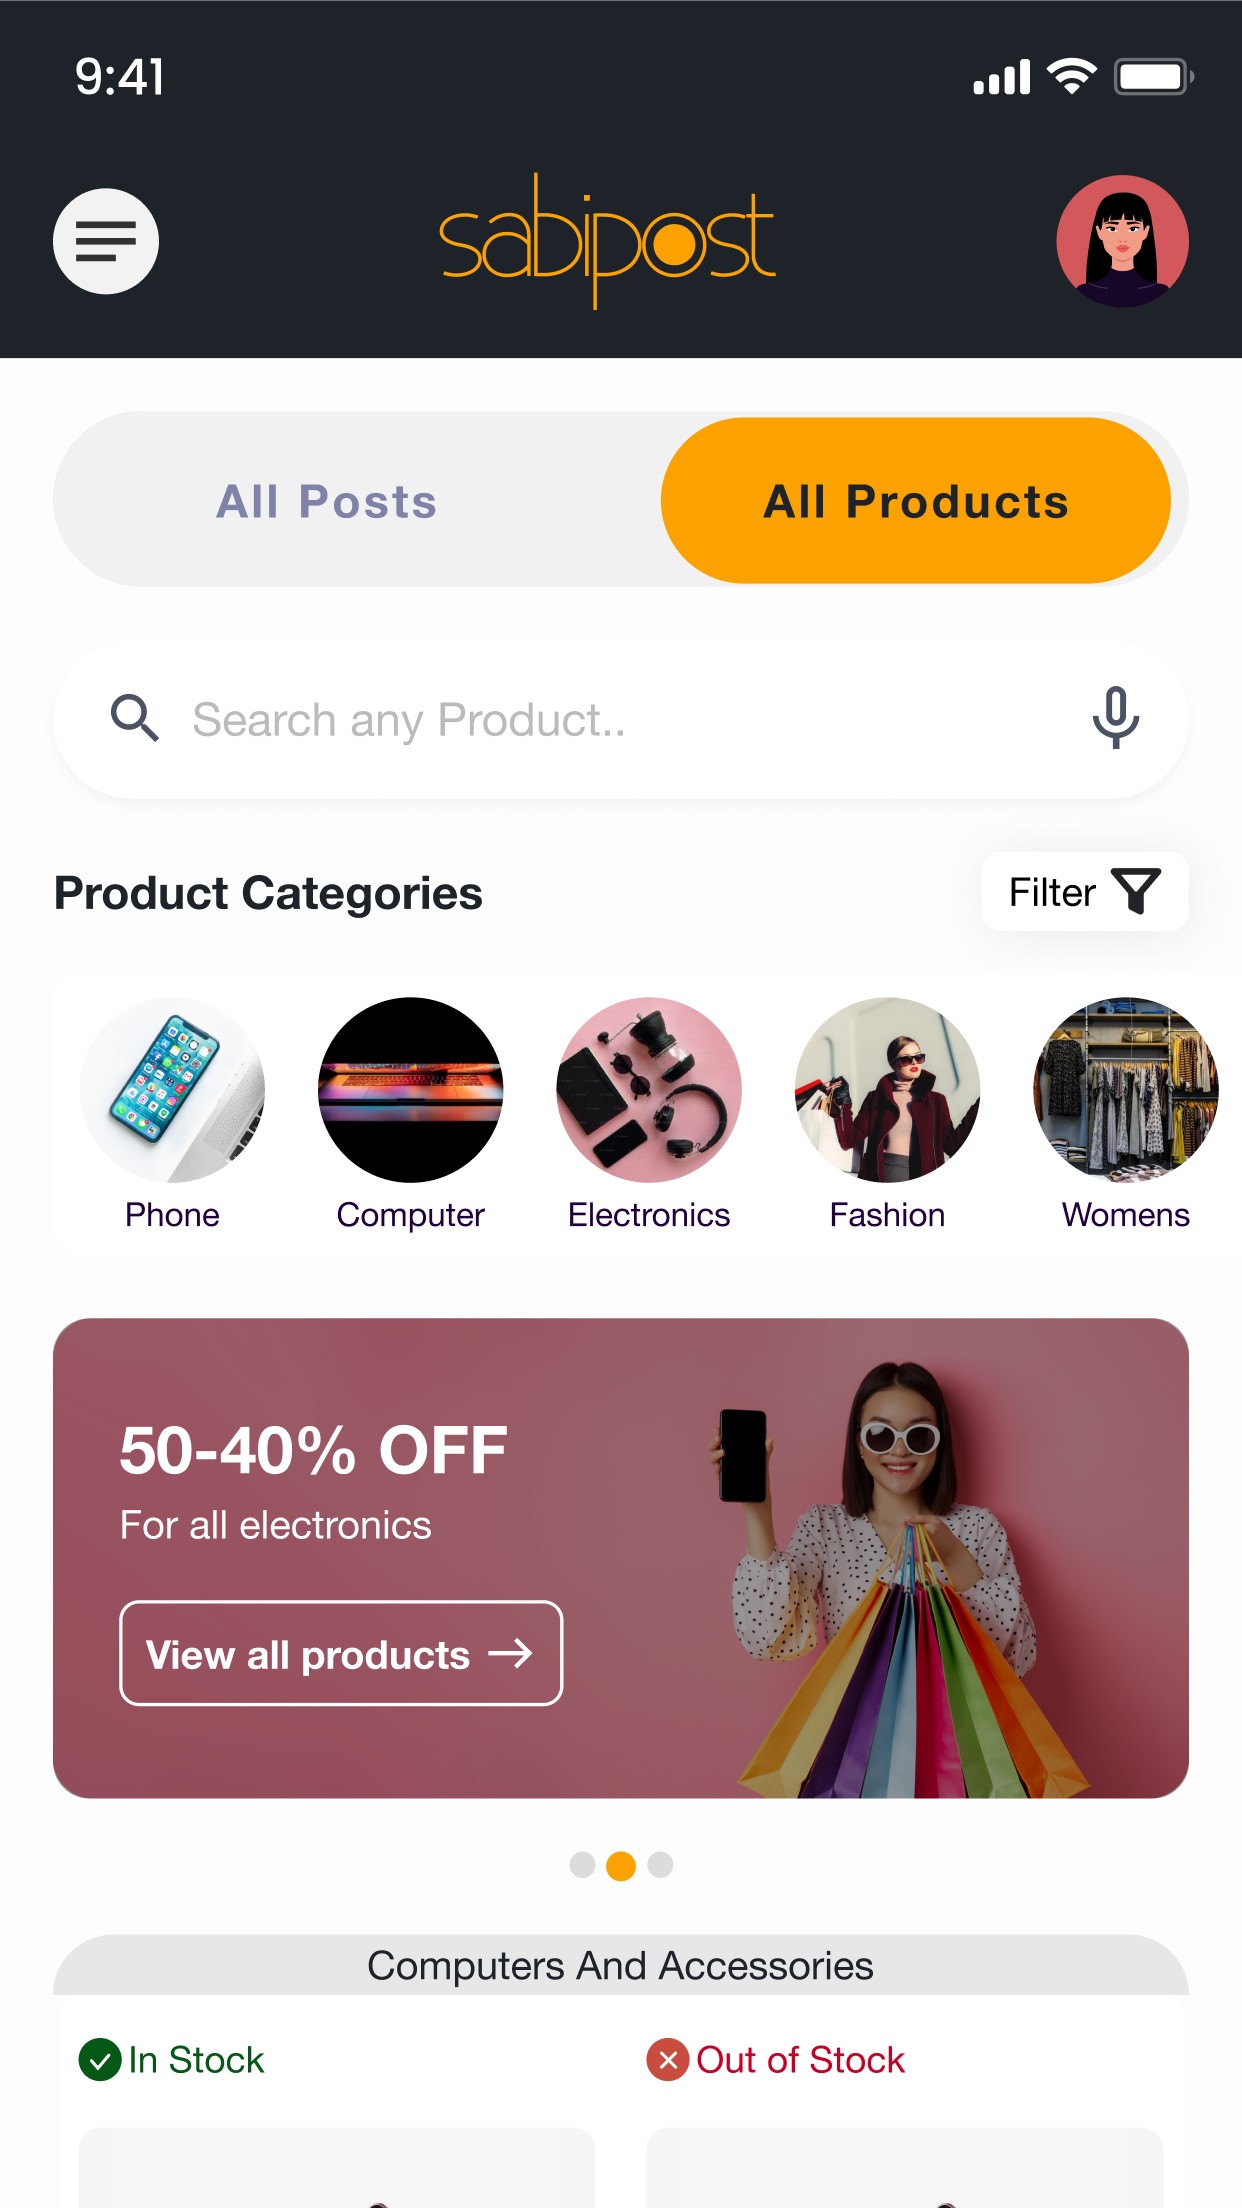 9:41
sabipost
All Posts
All Products
Search any Product..
Product Categories
Filter
Phone
Computer
Electronics
Fashion
Womens
50-40% OFF
For all electronics
View all products
Computers And Accessories
In Stock
Out of Stock